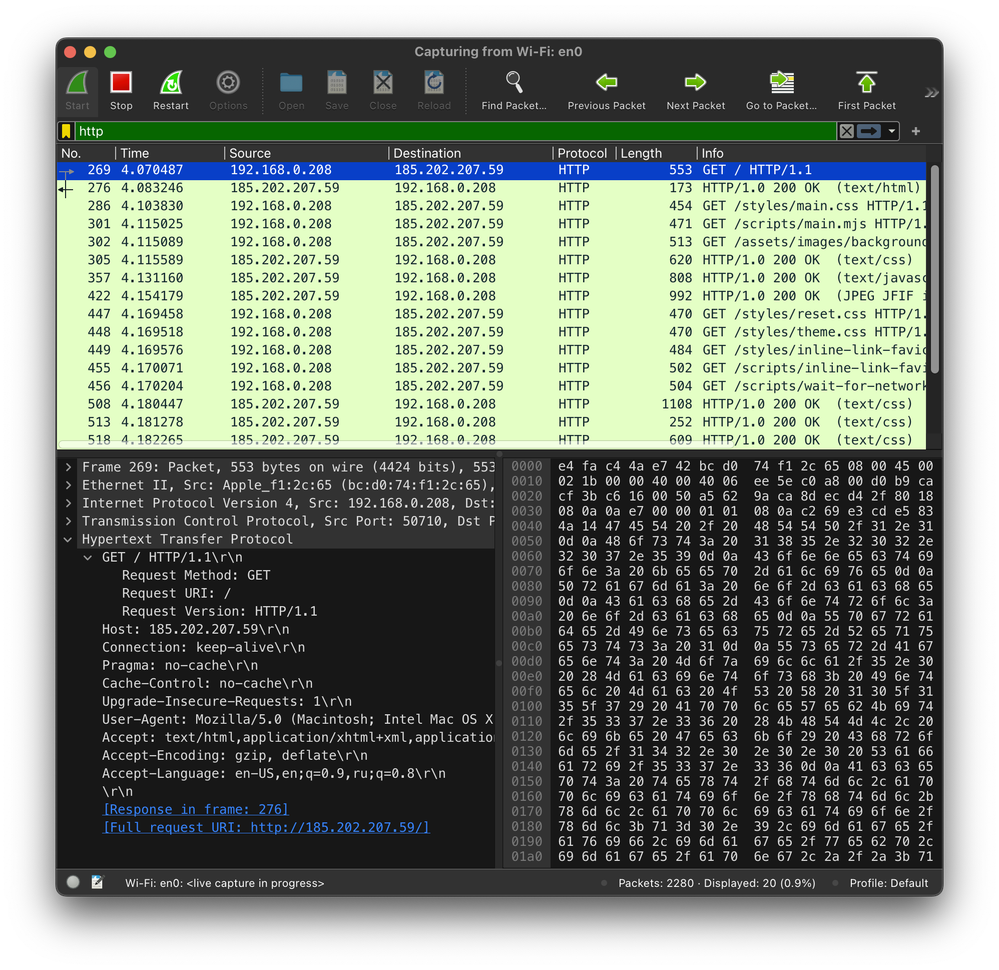 Capturing from Wi-Fi: en0
Start Stop Restart Options Open Save Close Reload Find Packet... Previous Packet Next Packet Go to Packet... First Packet
http
No. Time Source Destination Protocol Length Info
269 4.070487 192.168.0.208 185.202.207.59 HTTP 553 GET / HTTP/1.1
276 4.083246 185.202.207.59 192.168.0.208 HTTP 173 HTTP/1.0 200 OK (text/html)
286 4.103830 192.168.0.208 185.202.207.59 HTTP 454 GET /styles/main.css HTTP/1.1
301 4.115025 192.168.0.208 185.202.207.59 HTTP 471 GET /scripts/main.mjs HTTP/1.
302 4.115089 192.168.0.208 185.202.207.59 HTTP 513 GET /assets/images/background
305 4.115589 185.202.207.59 192.168.0.208 HTTP 620 HTTP/1.0 200 OK (text/css)
357 4.131160 185.202.207.59 192.168.0.208 HTTP 808 HTTP/1.0 200 OK (text/javasc
422 4.154179 185.202.207.59 192.168.0.208 HTTP 992 HTTP/1.0 200 OK (JPEG JFIF i
447 4.169458 192.168.0.208 185.202.207.59 HTTP 470 GET /styles/reset.css HTTP/1.
448 4.169518 192.168.0.208 185.202.207.59 HTTP 470 GET /styles/theme.css HTTP/1.
449 4.169576 192.168.0.208 185.202.207.59 HTTP 484 GET /styles/inline-link-favic
455 4.170071 192.168.0.208 185.202.207.59 HTTP 502 GET /scripts/inline-link-favi
456 4.170204 192.168.0.208 185.202.207.59 HTTP 504 GET /scripts/wait-for-network
508 4.180447 185.202.207.59 192.168.0.208 HTTP 1108 HTTP/1.0 200 OK (text/css)
513 4.181278 185.202.207.59 192.168.0.208 HTTP 252 HTTP/1.0 200 OK (text/css)
518 4.182265 185.202.207.59 192.168.0.208 HTTP 609 HTTP/1.0 200 OK (text/css)
Frame 269: Packet, 553 bytes on wire (4424 bits), 553
Ethernet II, Src: Apple_f1:2c:65 (bc:d0:74:f1:2c:65),
Internet Protocol Version 4, Src: 192.168.0.208, Dst:
Transmission Control Protocol, Src Port: 50710, Dst P
Hypertext Transfer Protocol
GET / HTTP/1.1\r\n
Request Method: GET
Request URI: /
Request Version: HTTP/1.1
Host: 185.202.207.59\r\n
Connection: keep-alive\r\n
Pragma: no-cache\r\n
Cache-Control: no-cache\r\n
Upgrade-Insecure-Requests: 1\r\n
User-Agent: Mozilla/5.0 (Macintosh; Intel Mac OS X
Accept: text/html,application/xhtml+xml,application
Accept-Encoding: gzip, deflate\r\n
Accept-Language: en-US,en;q=0.9,ru;q=0.8\r\n
\r\n
[Response in frame: 276]
[Full request URI: http://185.202.207.59/]
0000 e4 fa c4 4a e7 42 bc d0 74 f1 2c 65 08 00 45 00
0010 02 1b 00 00 40 00 40 06 ee 5e c0 a8 00 d0 b9 ca
0020 cf 3b c6 16 00 50 a5 62 9a ca 8d ec d4 2f 80 18
0030 08 0a 0a e7 00 00 01 01 08 0a c2 69 e3 cd e5 83
0040 4a 14 47 45 54 20 2f 20 48 54 54 50 2f 31 2e 31
0050 0d 0a 48 6f 73 74 3a 20 31 38 35 2e 32 30 32 2e
0060 32 30 37 2e 35 39 0d 0a 43 6f 6e 6e 65 63 74 69
0070 6f 6e 3a 20 6b 65 65 70 2d 61 6c 69 76 65 0d 0a
0080 50 72 61 67 6d 61 3a 20 6e 6f 2d 63 61 63 68 65
0090 0d 0a 43 61 63 68 65 2d 43 6f 6e 74 72 6f 6c 3a
00a0 20 6e 6f 2d 63 61 63 68 65 0d 0a 55 70 67 72 61
00b0 64 65 2d 49 6e 73 65 63 75 72 65 2d 52 65 71 75
00c0 65 73 74 73 3a 20 31 0d 0a 55 73 65 72 2d 41 67
00d0 65 6e 74 3a 20 4d 6f 7a 69 6c 6c 61 2f 35 2e 30
00e0 20 28 4d 61 63 69 6e 74 6f 73 68 3b 20 49 6e 74
00f0 65 6c 20 4d 61 63 20 4f 53 20 58 20 31 30 5f 31
0100 35 5f 37 29 20 41 70 70 6c 65 57 65 62 4b 69 74
0110 2f 35 33 37 2e 33 36 20 28 4b 48 54 4d 4c 2c 20
0120 6c 69 6b 65 20 47 65 63 6b 6f 29 20 43 68 72 6f
0130 6d 65 2f 31 34 32 2e 30 2e 30 2e 30 20 53 61 66
0140 61 72 69 2f 35 33 37 2e 33 36 0d 0a 41 63 63 65
0150 70 74 3a 20 74 65 78 74 2f 68 74 6d 6c 2c 61 70
0160 70 6c 69 63 61 74 69 6f 6e 2f 78 68 74 6d 6c 2b
0170 78 6d 6c 2c 61 70 70 6c 69 63 61 74 69 6f 6e 2f
0180 78 6d 6c 3b 71 3d 30 2e 39 2c 69 6d 61 67 65 2f
0190 61 76 69 66 2c 69 6d 61 67 65 2f 77 65 62 70 2c
01a0 69 6d 61 67 65 2f 61 70 6e 67 2c 2a 2f 2a 3b 71
Wi-Fi: en0: <live capture in progress> Packets: 2280 · Displayed: 20 (0.9%) Profile: Default